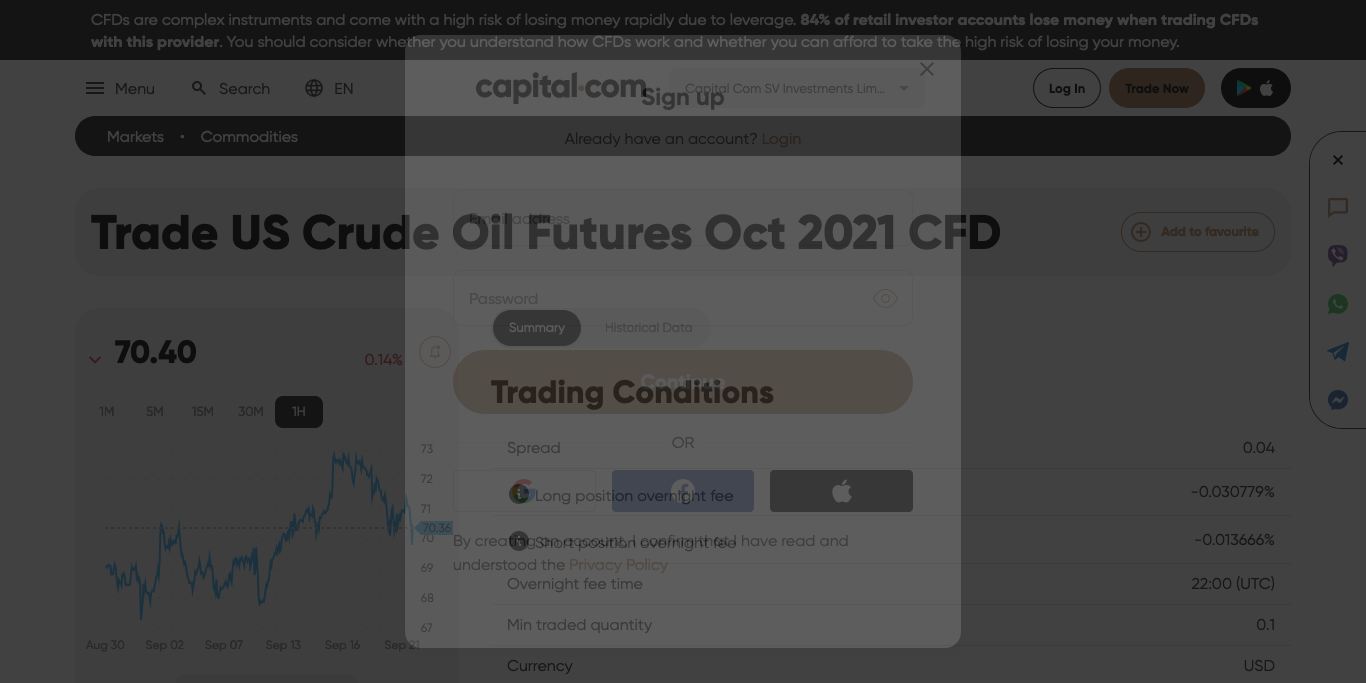 CFDs are complex instruments and come with a high risk of losing money rapidly due to leverage. 84% of retail investor accounts lose money when trading CFDs
with this provider. You should consider whether you understand how CFDs work and whether you can afford to take the high risk of losing your money.
Menu
Search
EN
capital.com
Capital Com SV Investments Lim...
Log In
Trade Now
Sign up
Already have an account? Login
Markets • Commodities
Trade US Crude Oil Futures Oct 2021 CFD
Add to favourite
Email address
Password
Summary
Historical Data
70.40
0.14%
Continue
Trading Conditions
1M
5M
15M
30M
1H
OR
Spread
0.04
Long position overnight fee
-0.030779%
Short position overnight fee
-0.013666%
By creating an account, I confirm that I have read and
understood the Privacy Policy
Overnight fee time
22:00 (UTC)
Min traded quantity
0.1
Currency
USD
73
72
71
70.36
70
69
68
67
Aug 30
Sep 02
Sep 07
Sep 13
Sep 16
Sep 21